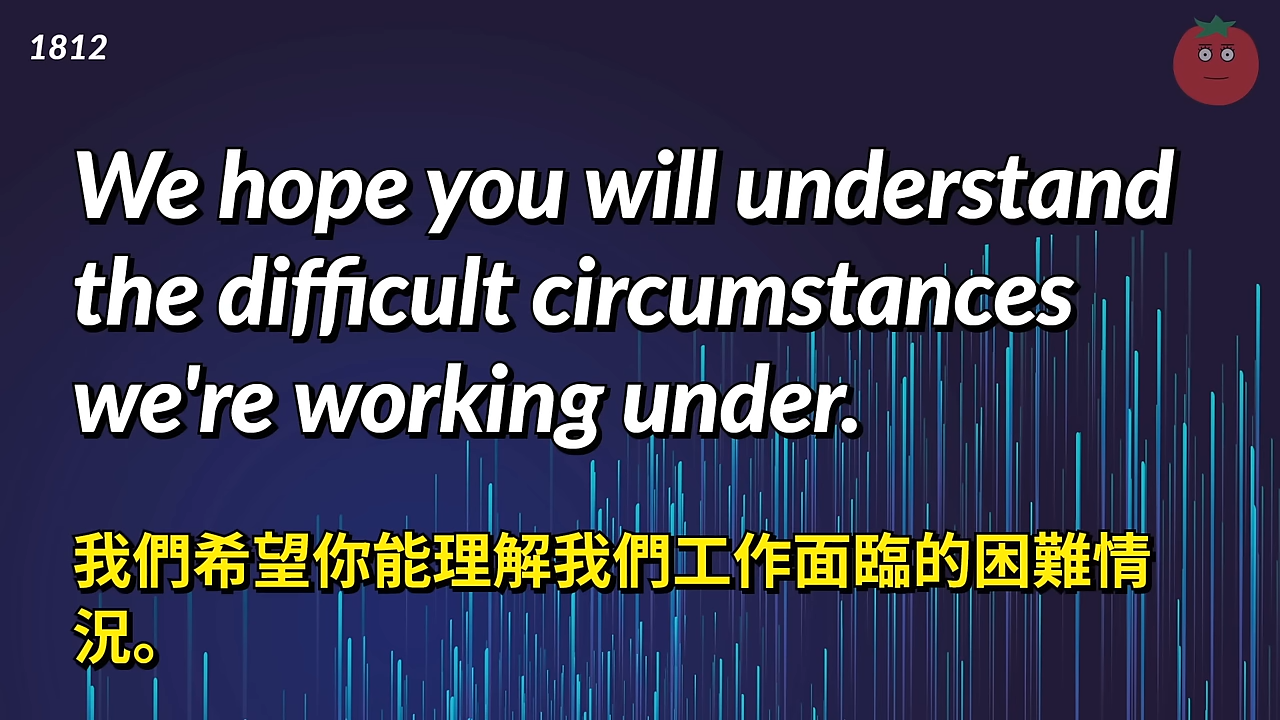 1812
We hope you will understand
the difficult circumstances
we're working under.
我們希望你能理解我們工作面臨的困難情
況。